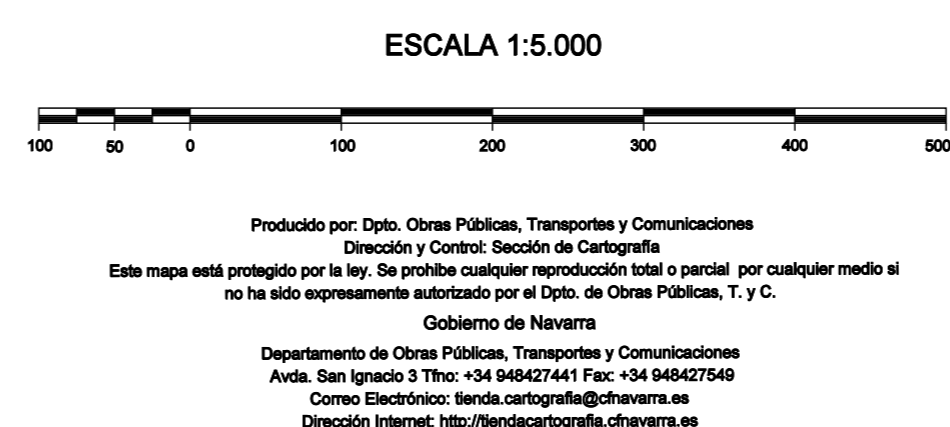 ESCALA 1:5.000
100 50 0 100 200 300 400 500
Producido por: Dpto. Obras Públicas, Transportes y Comunicaciones
Dirección y Control: Sección de Cartografía
Este mapa está protegido por la ley. Se prohibe cualquier reproducción total o parcial por cualquier medio si
no ha sido expresamente autorizado por el Dpto. de Obras Públicas, T. y C.
Gobierno de Navarra
Departamento de Obras Públicas, Transportes y Comunicaciones
Avda. San Ignacio 3 Tfno: +34 948427441 Fax: +34 948427549
Correo Electrónico: tienda.cartografia@cfnavarra.es
Dirección Internet: http://tiendacartografia.cfnavarra.es